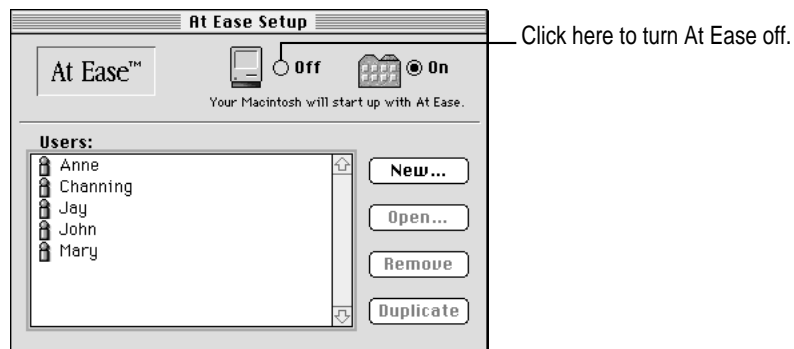 At Ease Setup
Click here to turn At Ease off.
At Ease™
Off
On
Your Macintosh will start up with At Ease.
Users:
Anne
Channing
Jay
John
Mary
New...
Open...
Remove
Duplicate